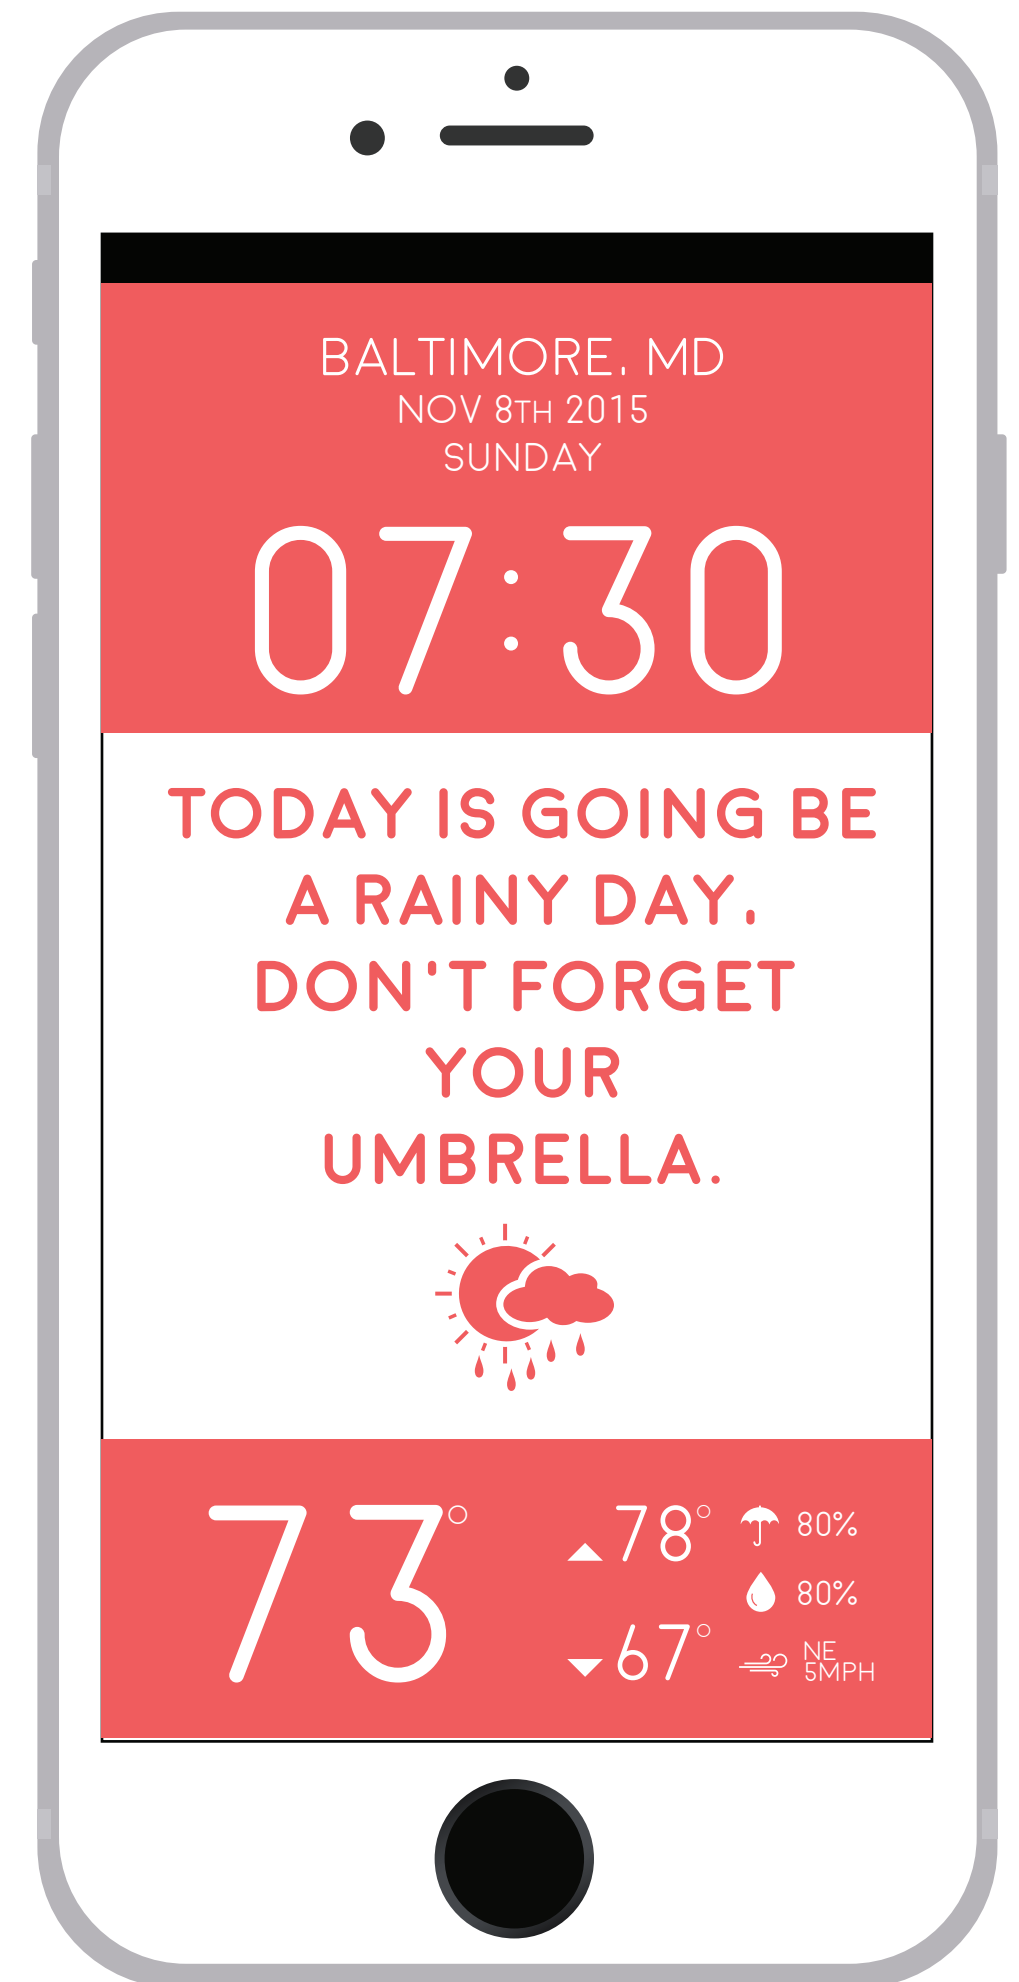 BALTIMORE, MD
NOV 8TH 2015
SUNDAY
07:30
TODAY IS GOING BE
A RAINY DAY,
DON'T FORGET
YOUR
UMBRELLA.
73°
78°
80%
67°
80%
NE
5MPH